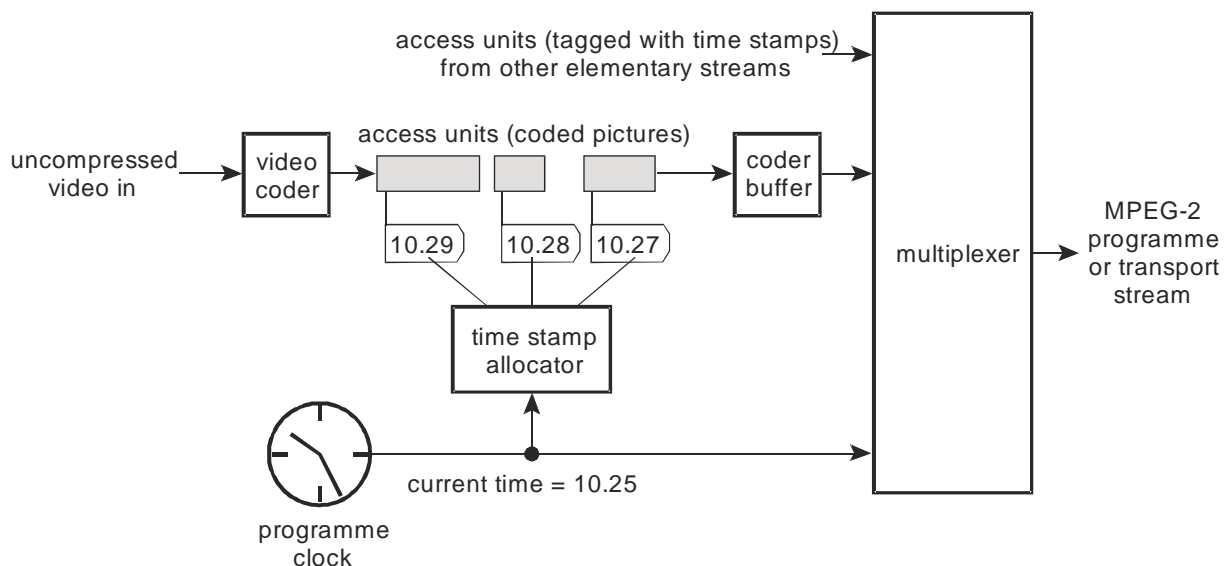 access units (tagged with time stamps)
from other elementary streams
uncompressed
video in
video
coder
access units (coded pictures)
coder
buffer
10.29
10.28
10.27
multiplexer
MPEG-2
programme
or transport
stream
time stamp
allocator
current time = 10.25
programme
clock